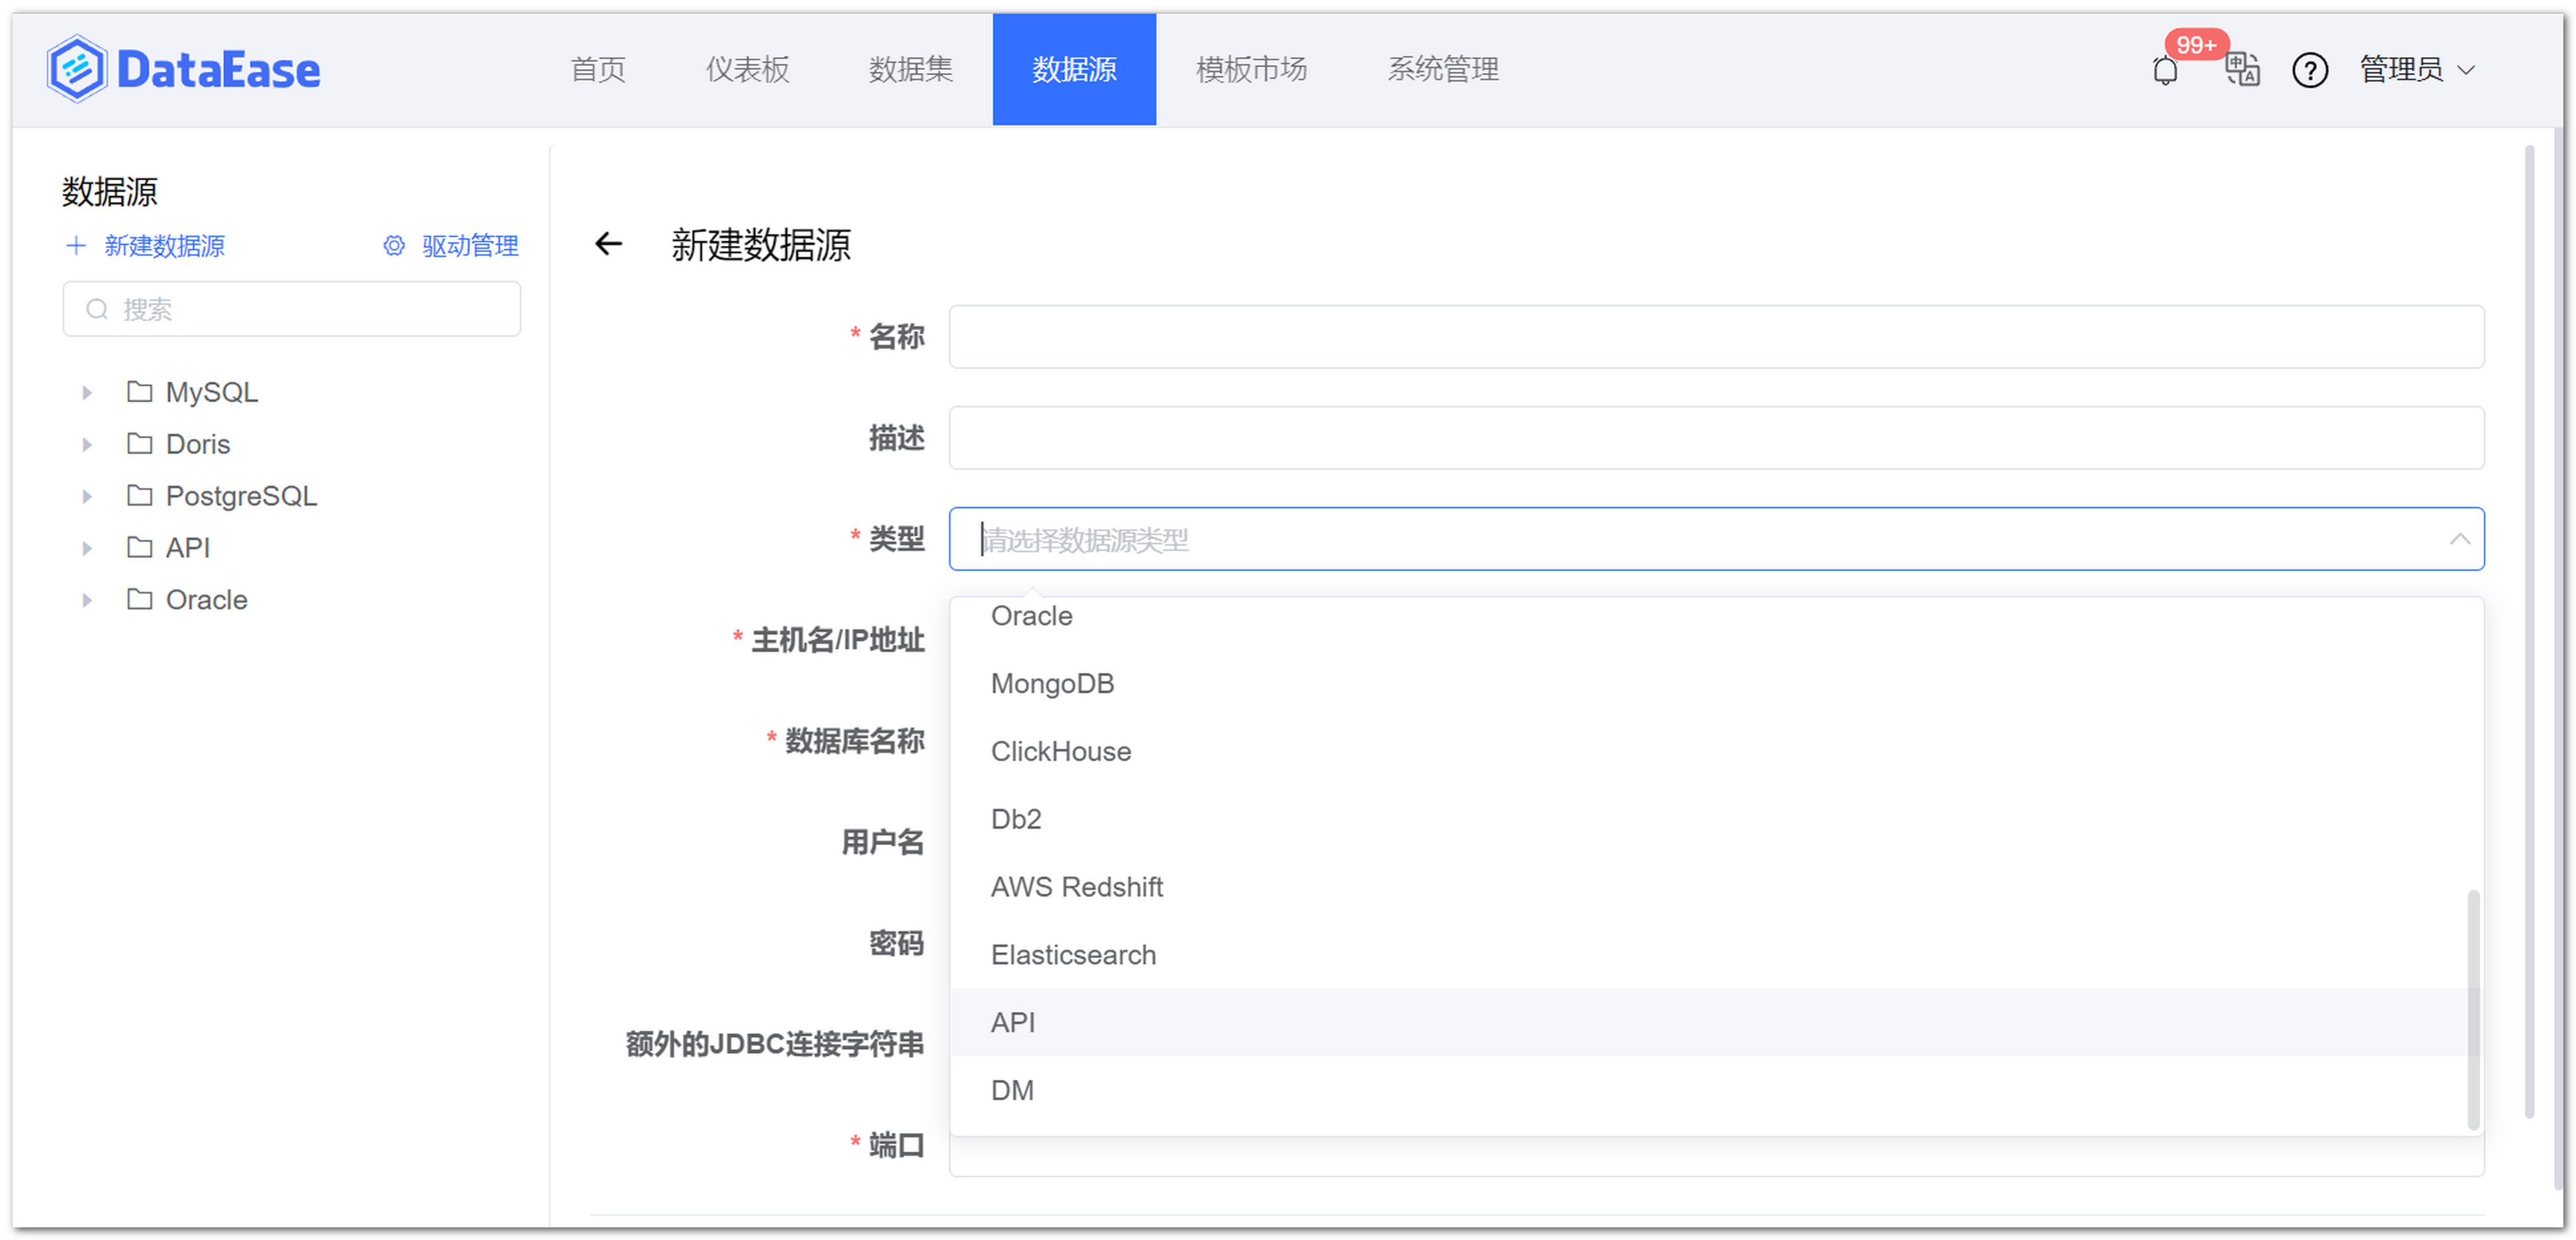 DataEase
首页
仪表板
数据集
数据源
模板市场
系统管理
99+
中 A
?
管理员
数据源
新建数据源
驱动管理
搜索
MySQL
Doris
PostgreSQL
API
Oracle
新建数据源
* 名称
描述
* 类型
请选择数据源类型
* 主机名/IP地址
* 数据库名称
用户名
密码
额外的JDBC连接字符串
* 端口
Oracle
MongoDB
ClickHouse
Db2
AWS Redshift
Elasticsearch
API
DM